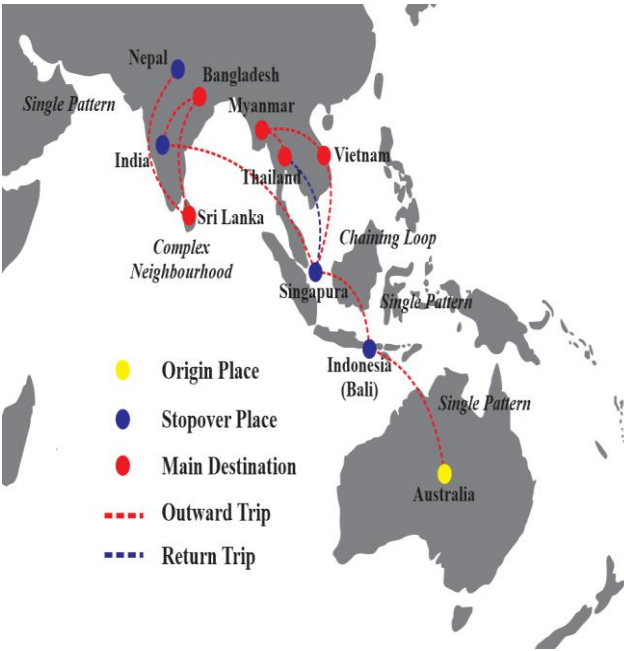 Nepal
Bangladesh
Single Pattern
Myanmar
India
Vietnam
Thailand
Sri Lanka
Complex
Neighbourhood
Chaining Loop
Singapura
Single Pattern
Indonesia
(Bali)
Origin Place
Single Pattern
Stopover Place
Main Destination
Australia
Outward Trip
Return Trip